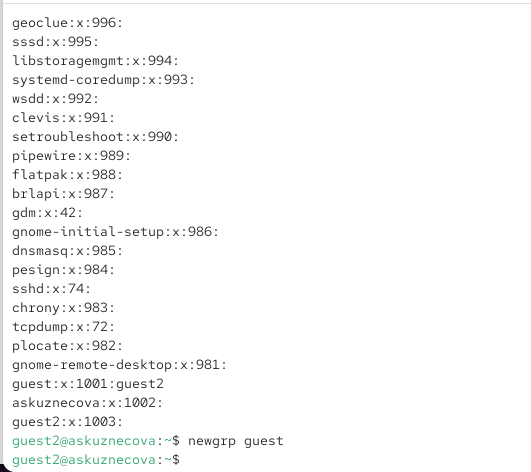 geoclue:x:996:
sssd:x:995:
libstoragemgmt:x:994:
systemd-coredump:x:993:
wsdd:x:992:
clevis:x:991:
setroubleshoot:x:990:
pipewire:x:989:
flatpak:x:988:
brlapi:x:987:
gdm:x:42:
gnome-initial-setup:x:986:
dnsmasq:x:985:
pesign:x:984:
sshd:x:74:
chrony:x:983:
tcpdump:x:72:
plocate:x:982:
gnome-remote-desktop:x:981:
guest:x:1001:guest2
askuznecova:x:1002:
guest2:x:1003:
guest2@askuznecova:~$ newgrp guest
guest2@askuznecova:~$